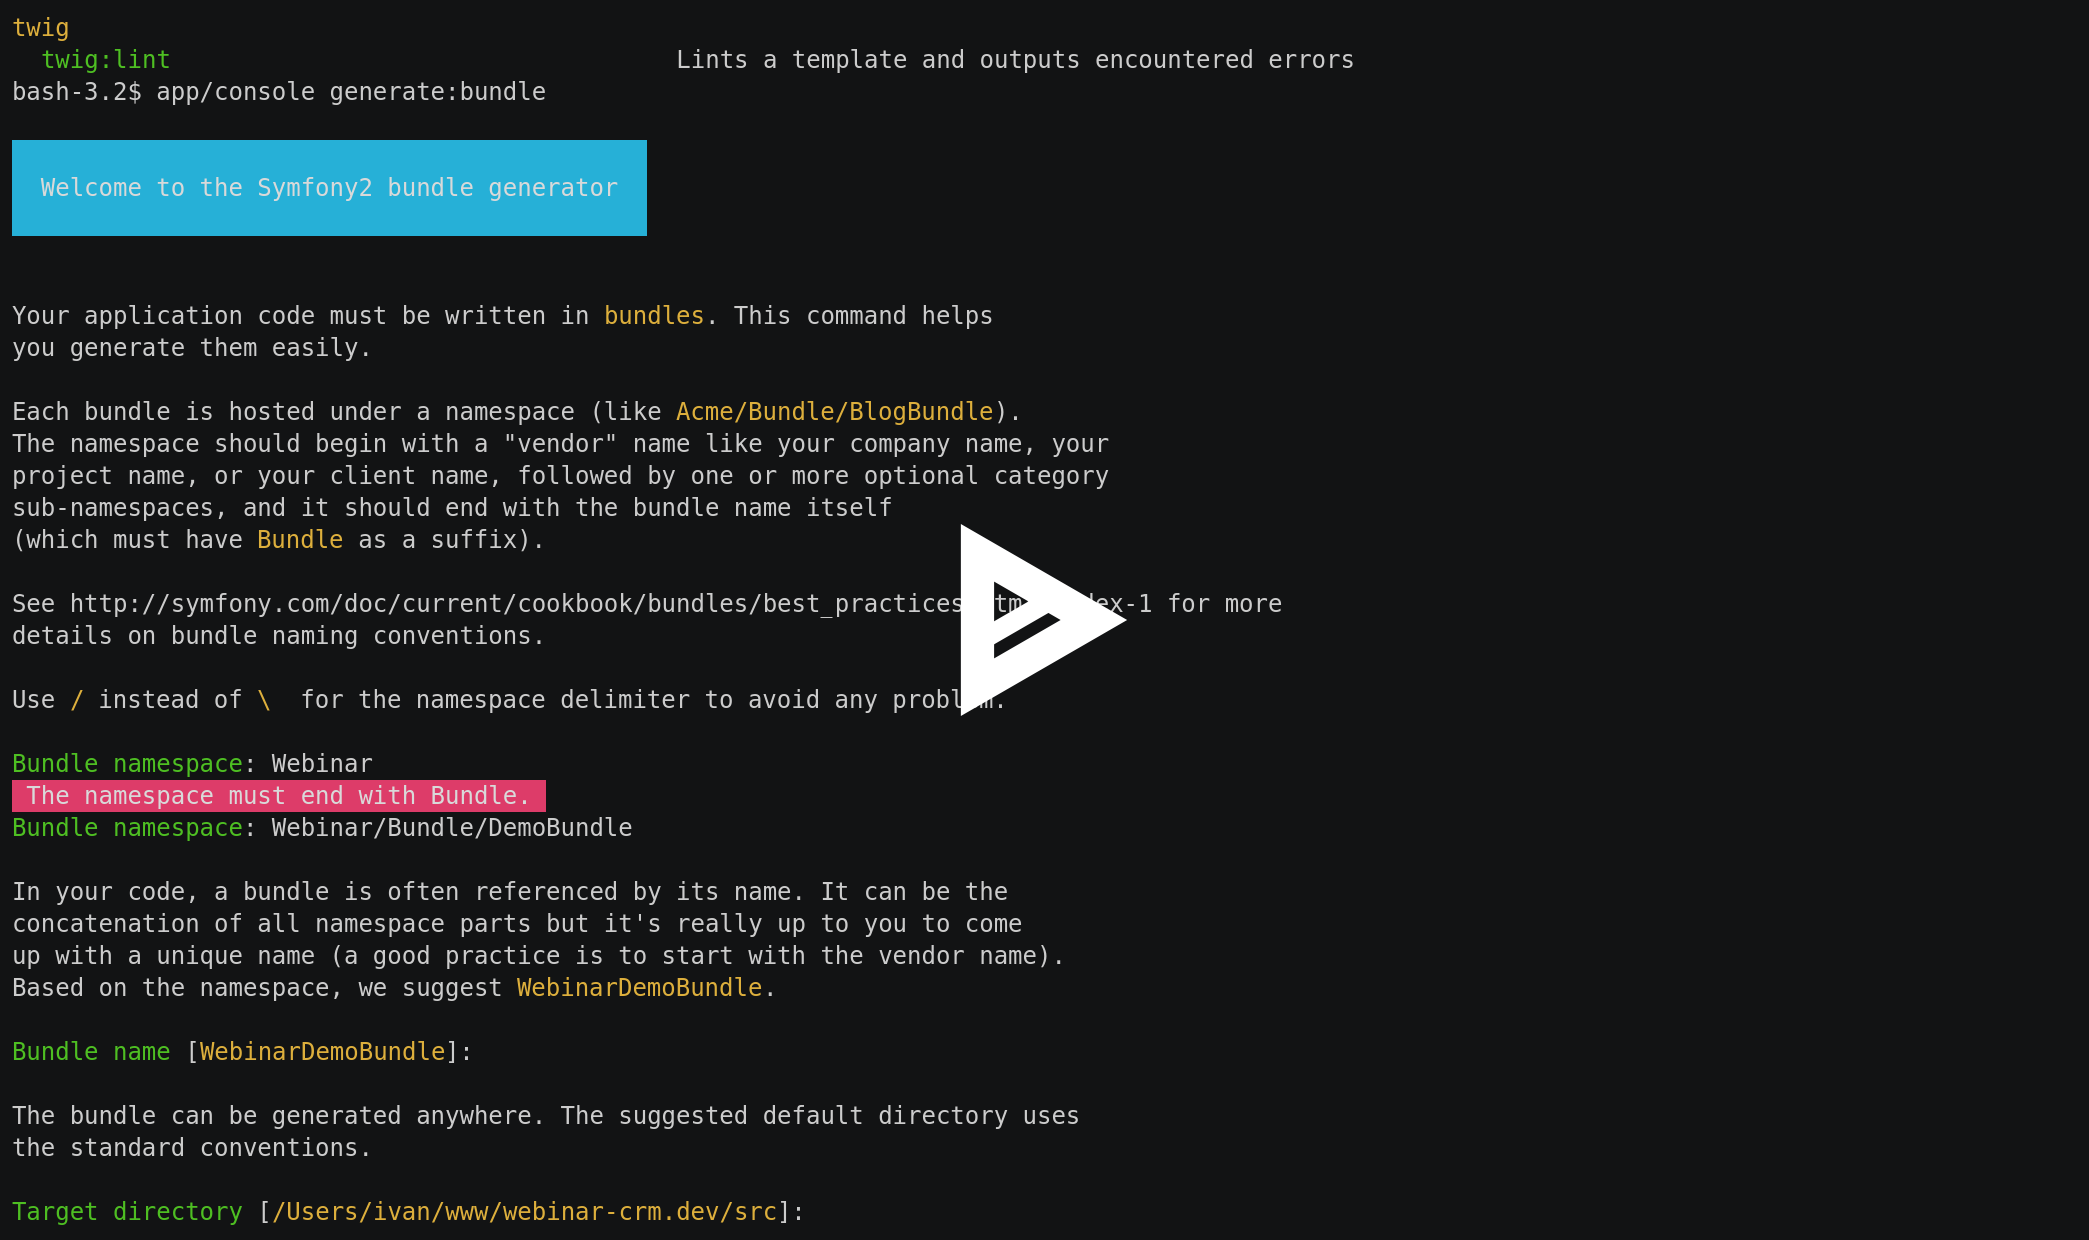 twig
  twig:lint                                   Lints a template and outputs encountered errors
bash-3.2$ app/console generate:bundle
Welcome to the Symfony2 bundle generator
Your application code must be written in bundles. This command helps
you generate them easily.
Each bundle is hosted under a namespace (like Acme/Bundle/BlogBundle).
The namespace should begin with a "vendor" name like your company name, your
project name, or your client name, followed by one or more optional category
sub-namespaces, and it should end with the bundle name itself
(which must have Bundle as a suffix).
See http://symfony.com/doc/current/cookbook/bundles/best_practices -1 for more
details on bundle naming conventions.
Use / instead of \  for the namespace delimiter to avoid any problem.
Bundle namespace: Webinar
The namespace must end with Bundle.
Bundle namespace: Webinar/Bundle/DemoBundle
In your code, a bundle is often referenced by its name. It can be the
concatenation of all namespace parts but it's really up to you to come
up with a unique name (a good practice is to start with the vendor name).
Based on the namespace, we suggest WebinarDemoBundle.
Bundle name [WebinarDemoBundle]:
The bundle can be generated anywhere. The suggested default directory uses
the standard conventions.
Target directory [/Users/ivan/www/webinar-crm.dev/src]: